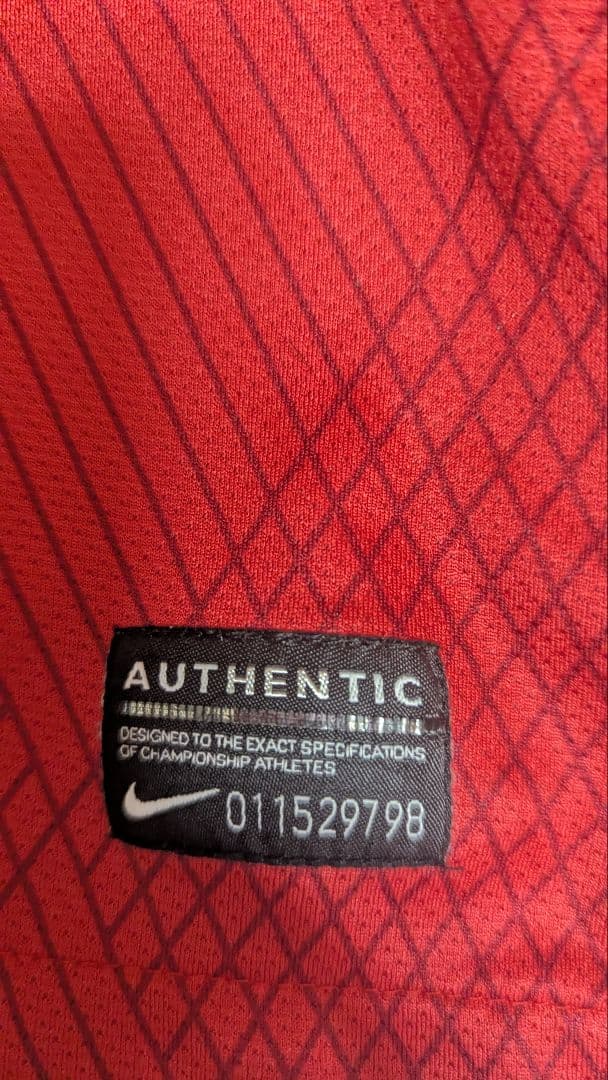 AUTHENTIC
DESIGNED TO THE EXACT SPECIFICATIONS
OF CHAMPIONSHIP ATHLETES
011529798